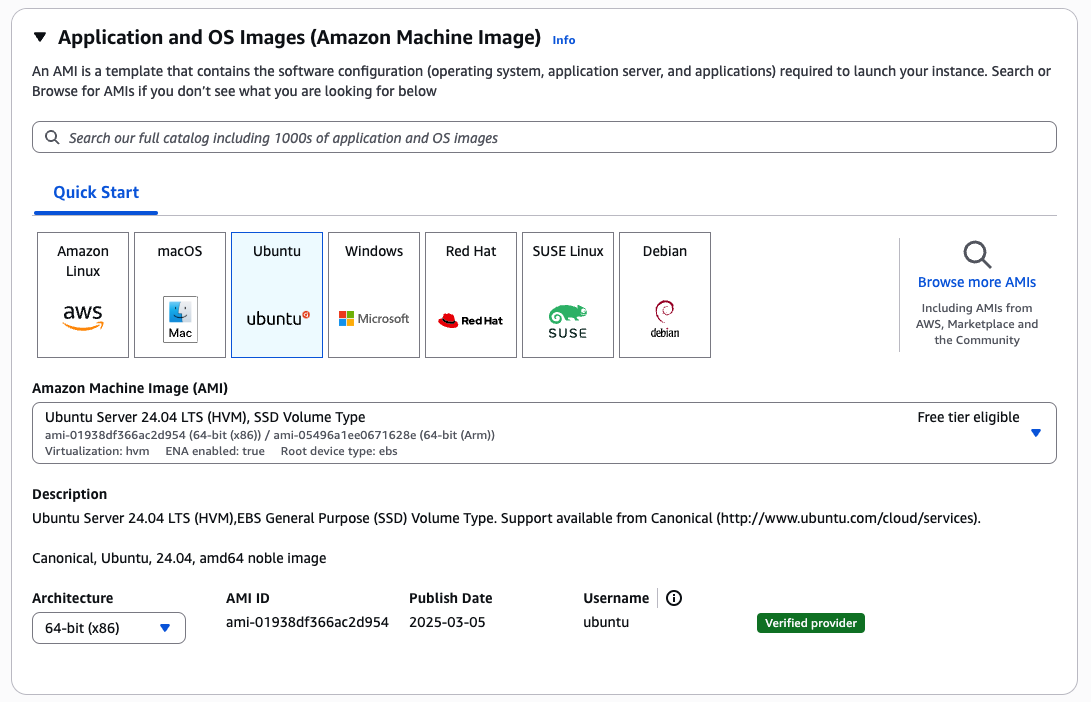 Application and OS Images (Amazon Machine Image) Info
An AMI is a template that contains the software configuration (operating system, application server, and applications) required to launch your instance. Search or
Browse for AMIs if you don’t see what you are looking for below
Search our full catalog including 1000s of application and OS images
Quick Start
Amazon
Linux
aws
macOS
Mac
Ubuntu
ubuntu
Windows
Microsoft
Red Hat
Red Hat
SUSE Linux
SUSE
Debian
debian
Browse more AMIs
Including AMIs from
AWS, Marketplace and
the Community
Amazon Machine Image (AMI)
Ubuntu Server 24.04 LTS (HVM), SSD Volume Type
Free tier eligible
ami-01938df366ac2d954 (64-bit (x86)) / ami-05496a1ee0671628e (64-bit (Arm))
Virtualization: hvm ENA enabled: true Root device type: ebs
Description
Ubuntu Server 24.04 LTS (HVM),EBS General Purpose (SSD) Volume Type. Support available from Canonical (http://www.ubuntu.com/cloud/services).
Canonical, Ubuntu, 24.04, amd64 noble image
Architecture AMI ID Publish Date Username
64-bit (x86) ami-01938df366ac2d954 2025-03-05 ubuntu Verified provider